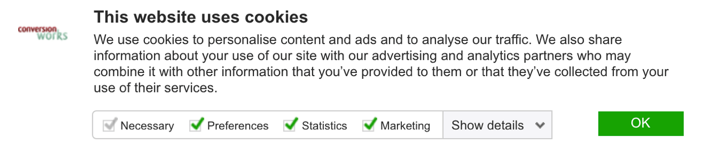 This website uses cookies
conversion
works
We use cookies to personalise content and ads and to analyse our traffic. We also share
information about your use of our site with our advertising and analytics partners who may
combine it with other information that you've provided to them or that they've collected from your
use of their services.
Necessary Preferences Statistics Marketing Show details OK